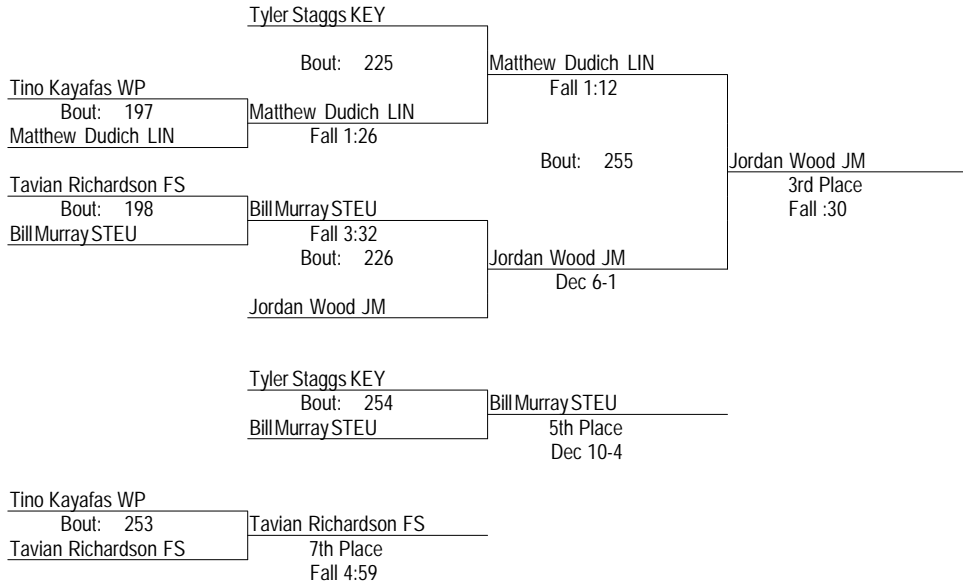 Tyler Staggs KEY
Bout: 225
Matthew Dudich LIN
Fall 1:12
Tino Kayafas WP
Bout: 197
Matthew Dudich LIN
Matthew Dudich LIN
Fall 1:26
Bout: 255
Jordan Wood JM
3rd Place
Fall :30
Tavian Richardson FS
Bout: 198
Bill Murray STEU
Bill Murray STEU
Fall 3:32
Bout: 226
Jordan Wood JM
Dec 6-1
Jordan Wood JM
Tyler Staggs KEY
Bout: 254
Bill Murray STEU
Bill Murray STEU
5th Place
Dec 10-4
Tino Kayafas WP
Bout: 253
Tavian Richardson FS
Tavian Richardson FS
7th Place
Fall 4:59